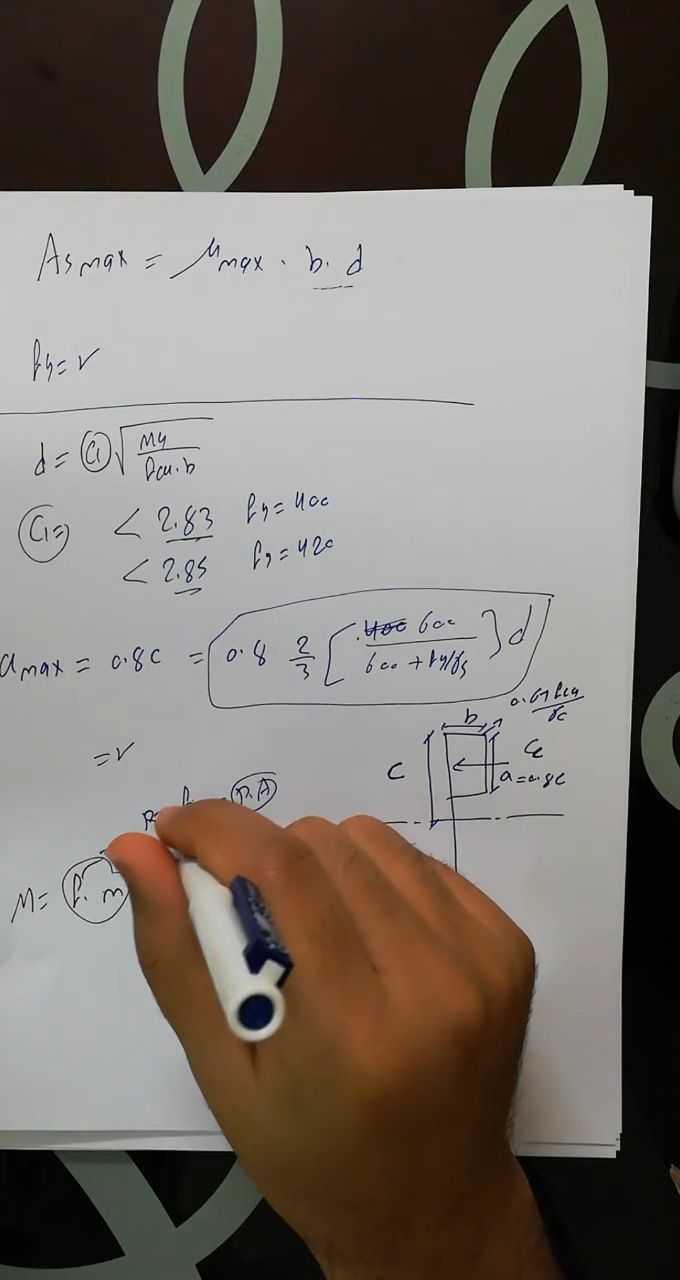 As max = μmax . b. d
fy = √
d = C1 √ Mu / fcu.b
C1 = < 2.83 fy = 400
< 2.85 fy = 420
amax = 0.8c = 0.8 2/3 [ 600 / 600 + fy/γs ] d
= √
b 0.67 fcu / γc
C Cc
a = 0.8c
P.A
M = f. m